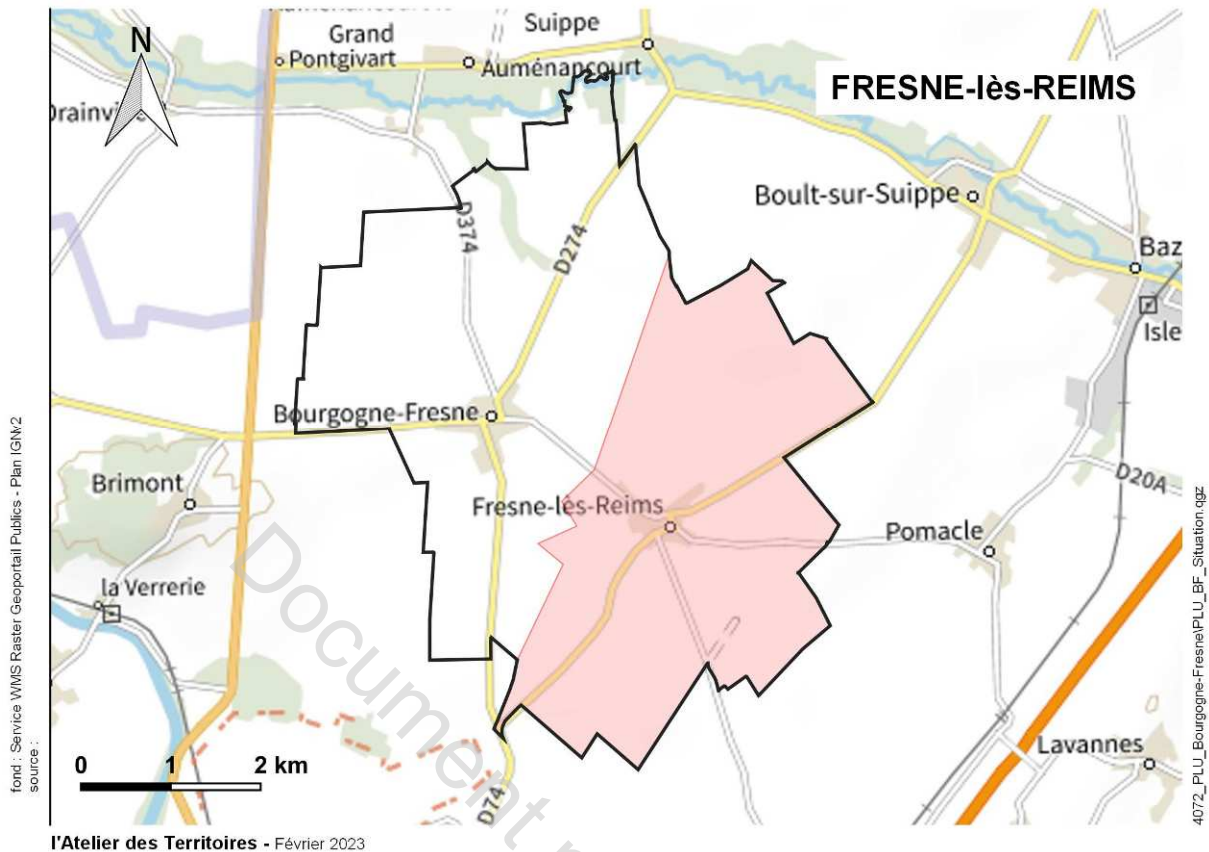 Suippe
Grand
Pontgivart
Auménancourt
N
FRESNE-lès-REIMS
Boult-sur-Suippe
D374
D274
Baz
Isle
Bourgogne-Fresne
Brimont
Fresne-lès-Reims
D20A
Pomacle
la Verrerie
Lavannes
0 1 2 km
D74
Document
fond : Service WMS Raster Geoportail Publics - Plan IGNv2
source :
4072_PLU_Bourgogne-Fresne\PLU_BF_Situation.qgz
l'Atelier des Territoires - Février 2023